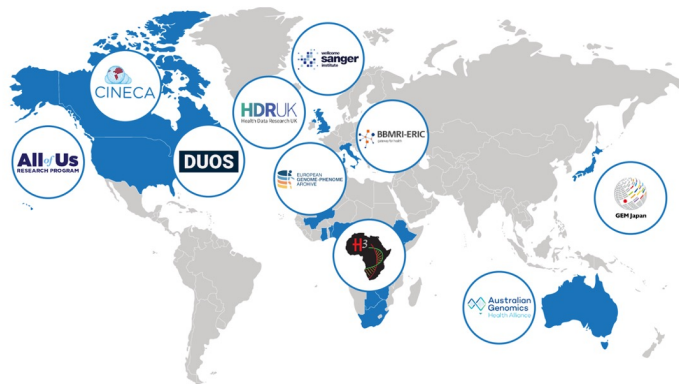 wellcome
sanger
institute
CINECA
HDRUK
Health Data Research UK
BBMRI-ERIC
All of Us
RESEARCH PROGRAM
DUOS
EUROPEAN
GENOME-PHENOME
ARCHIVE
GEM Japan
H3
Australian
Genomics
Health Alliance